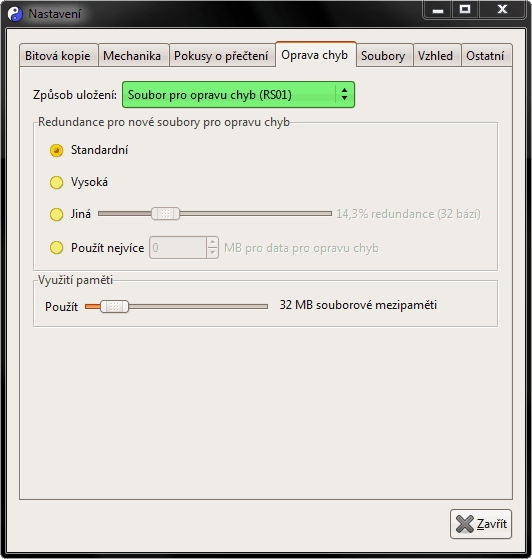 Nastavení
Bitová kopie Mechanika Pokusy o přečtení Oprava chyb Soubory Vzhled Ostatní
Způsob uložení: Soubor pro opravu chyb (RS01)
Redundance pro nové soubory pro opravu chyb
Standardní
Vysoká
Jiná 14,3% redundance (32 bází)
Použít nejvíce 0 MB pro data pro opravu chyb
Využití paměti
Použít 32 MB souborové mezipaměti
Zavřít